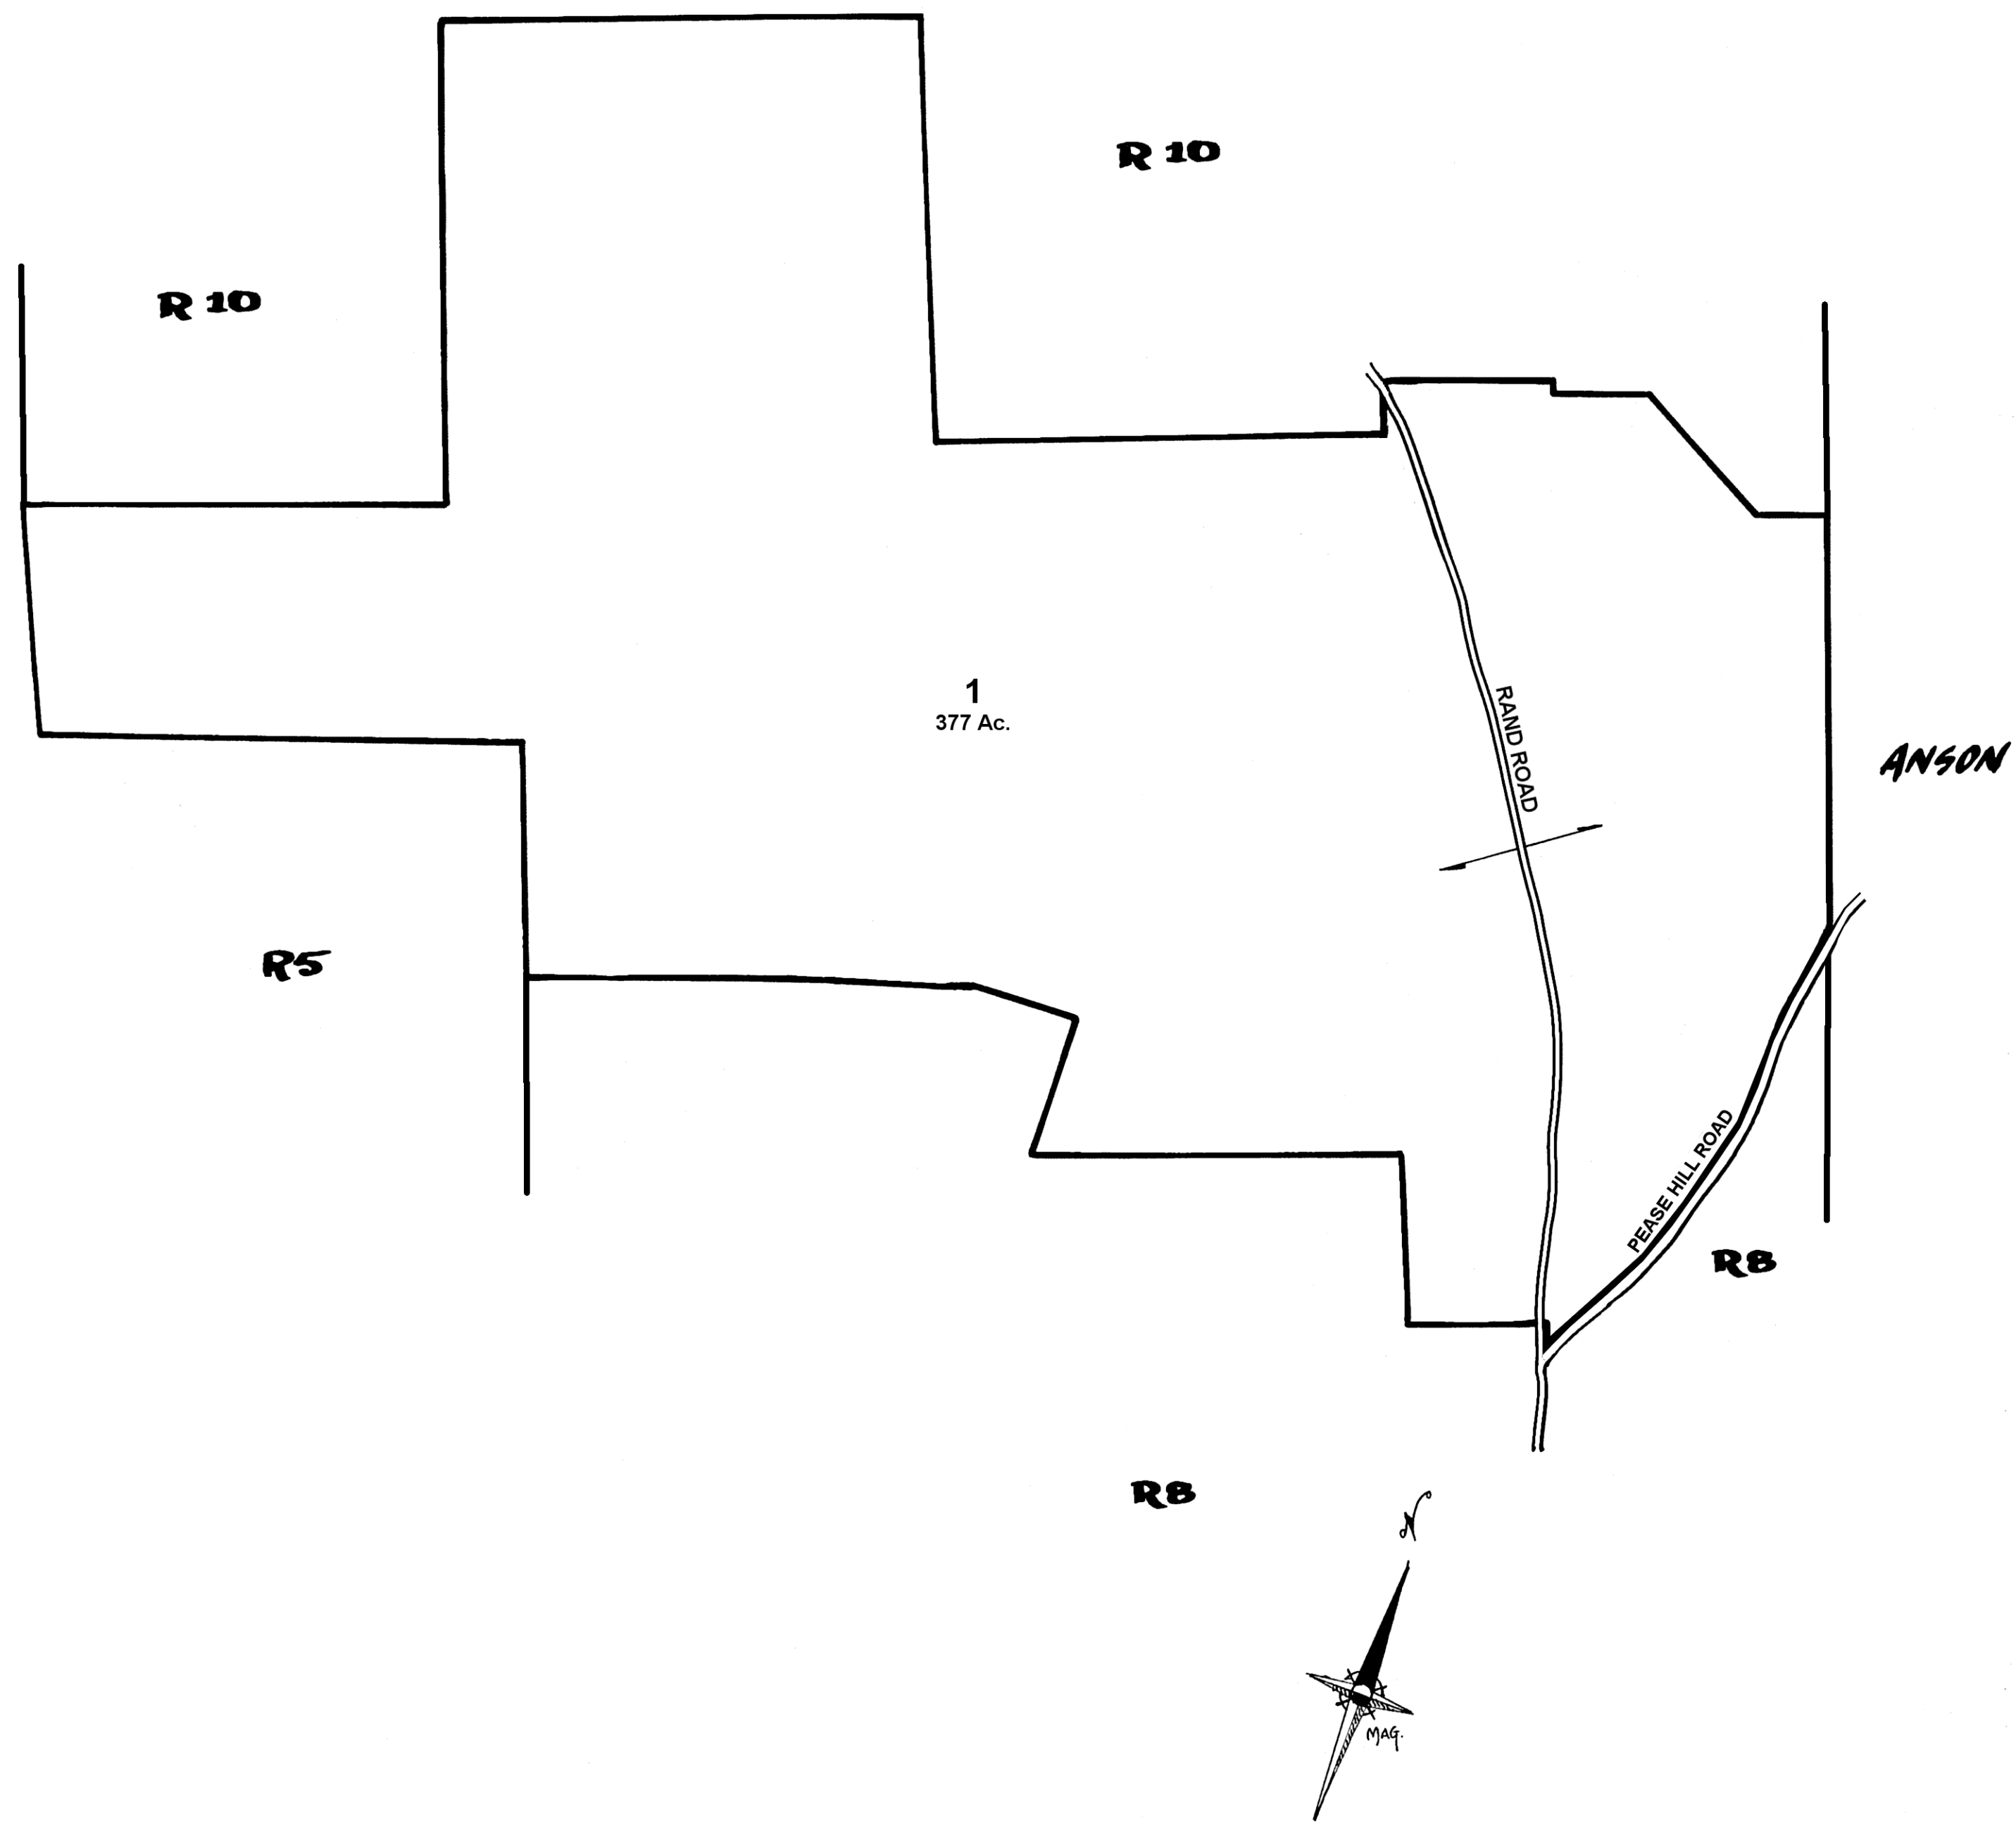 R 10
R 10
1
377 Ac.
RAND ROAD
ANSON
R5
PEASE HILL ROAD
R8
R8
N
MAG.